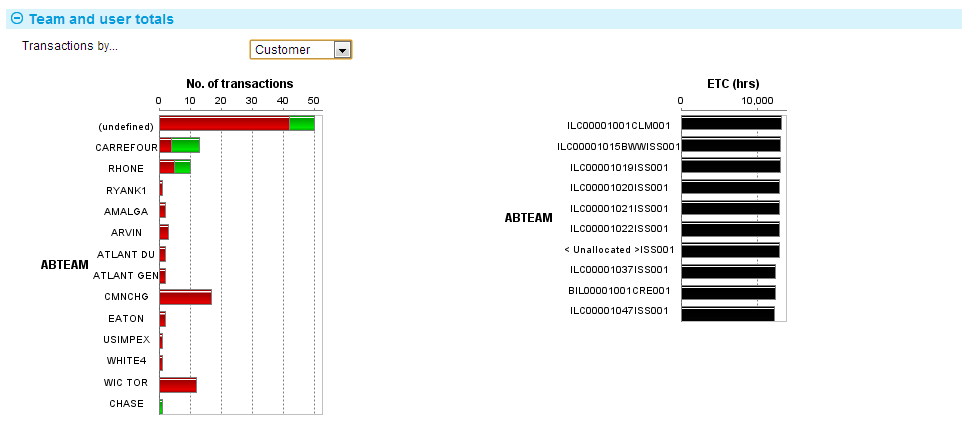 Team and user totals
Transactions by...
Customer
No. of transactions
0 10 20 30 40 50
(undefined)
CARREFOUR
RHONE
RYANK1
AMALGA
ARVIN
ATLANT DU
ABTEAM
ATLANT GEN
CMNCHG
EATON
USIMPEX
WHITE4
WIC TOR
CHASE
ETC (hrs)
0 10,000
ILC00001001CLM001
ILC00001015BWWISS001
ILC00001019ISS001
ILC00001020ISS001
ILC00001021ISS001
ABTEAM
ILC00001022ISS001
< Unallocated >ISS001
ILC00001037ISS001
BIL00001001CRE001
ILC00001047ISS001